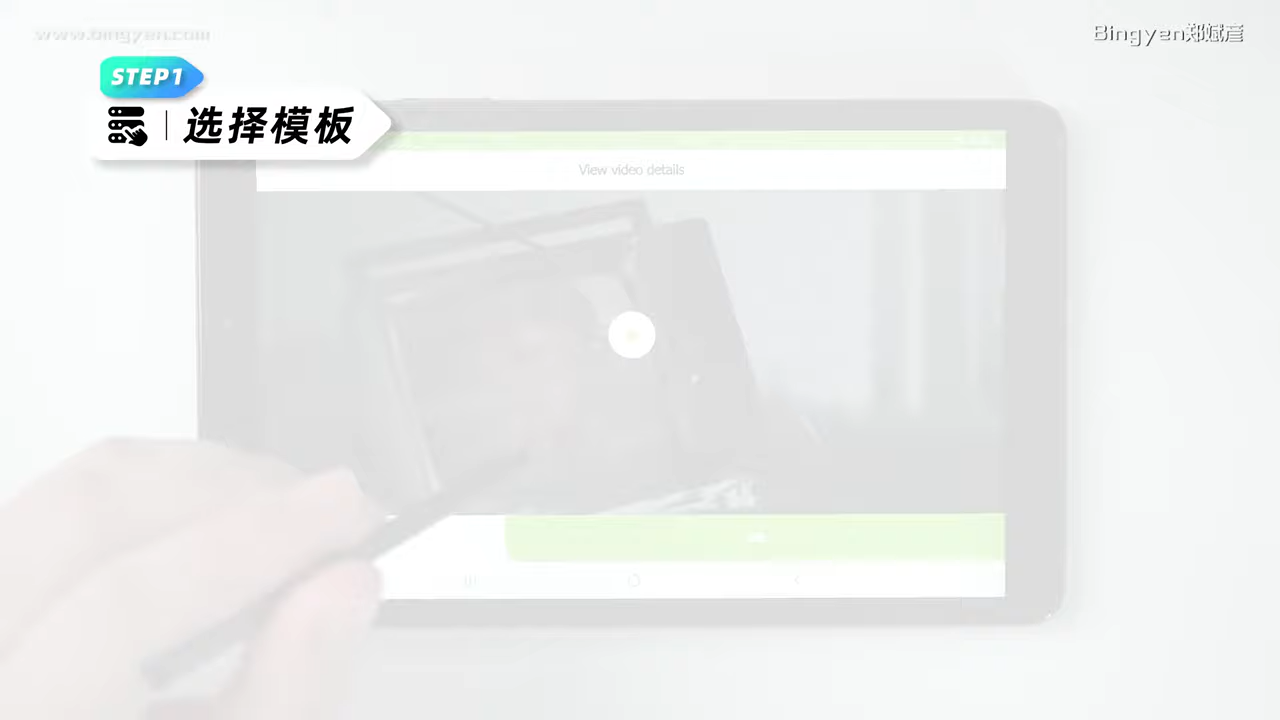 www.bingyen.com
Bingyen郑斌彦
STEP1
选择模板
View video details